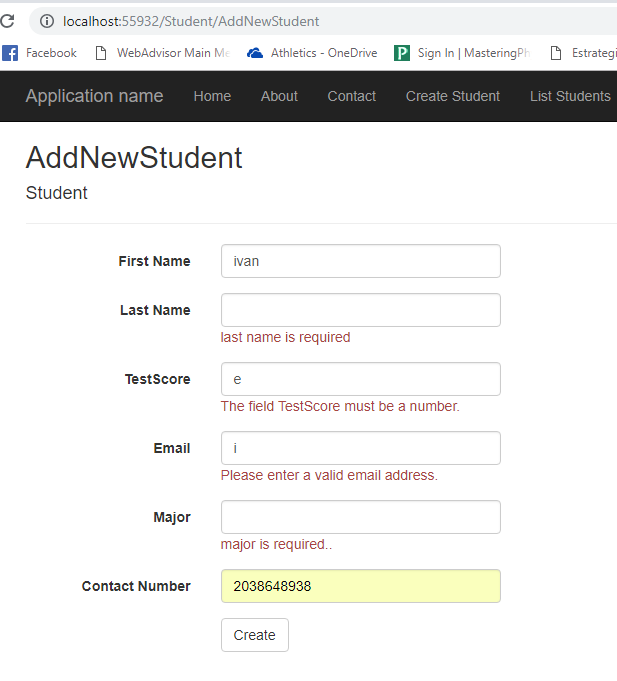 localhost:55932/Student/AddNewStudent
Facebook WebAdvisor Main Me Athletics - OneDrive Sign In | MasteringPh Estrategi
Application name Home About Contact Create Student List Students
AddNewStudent
Student
First Name ivan
Last Name
last name is required
TestScore e
The field TestScore must be a number.
Email i
Please enter a valid email address.
Major
major is required..
Contact Number 2038648938
Create